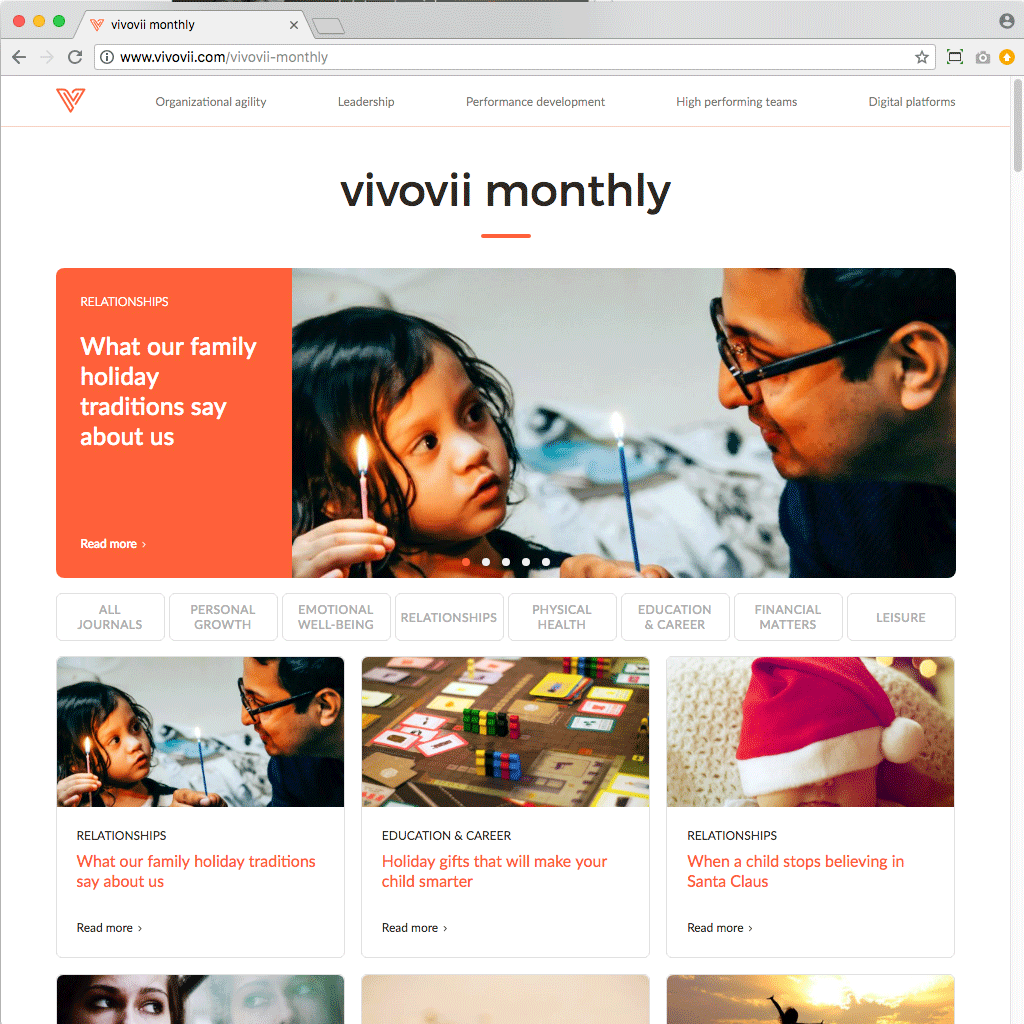 vivovii monthly
www.vivovii.com/vivovii-monthly
Organizational agility
Leadership
Performance development
High performing teams
Digital platforms
vivovii monthly
RELATIONSHIPS
What our family
holiday
traditions say
about us
Read more ›
ALL
JOURNALS
PERSONAL
GROWTH
EMOTIONAL
WELL-BEING
RELATIONSHIPS
PHYSICAL
HEALTH
EDUCATION
& CAREER
FINANCIAL
MATTERS
LEISURE
RELATIONSHIPS
What our family holiday traditions
say about us
Read more ›
EDUCATION & CAREER
Holiday gifts that will make your
child smarter
Read more ›
RELATIONSHIPS
When a child stops believing in
Santa Claus
Read more ›